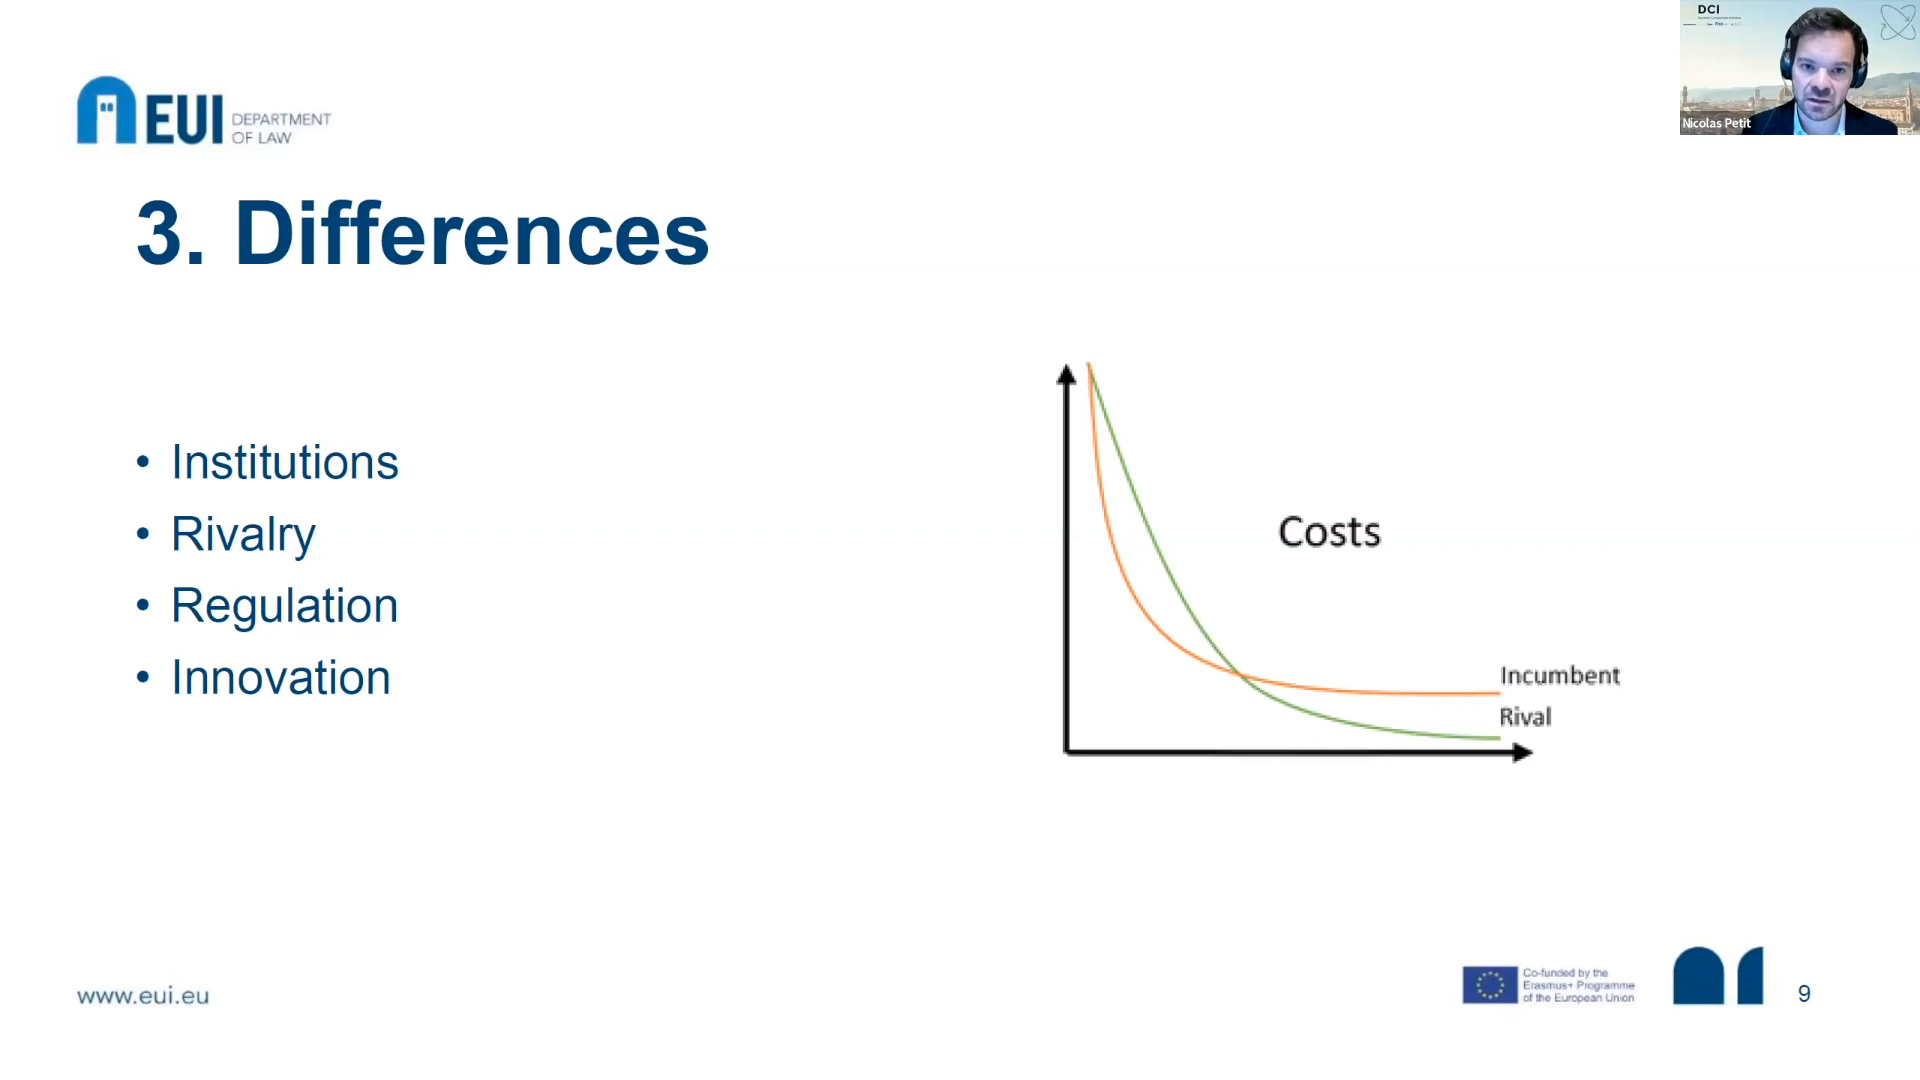 DCI
Nicolas Petit
EUI DEPARTMENT
OF LAW
3. Differences
• Institutions
• Rivalry
• Regulation
• Innovation
Costs
Incumbent
Rival
www.eui.eu
Co-funded by the
Erasmus+ Programme
of the European Union
9